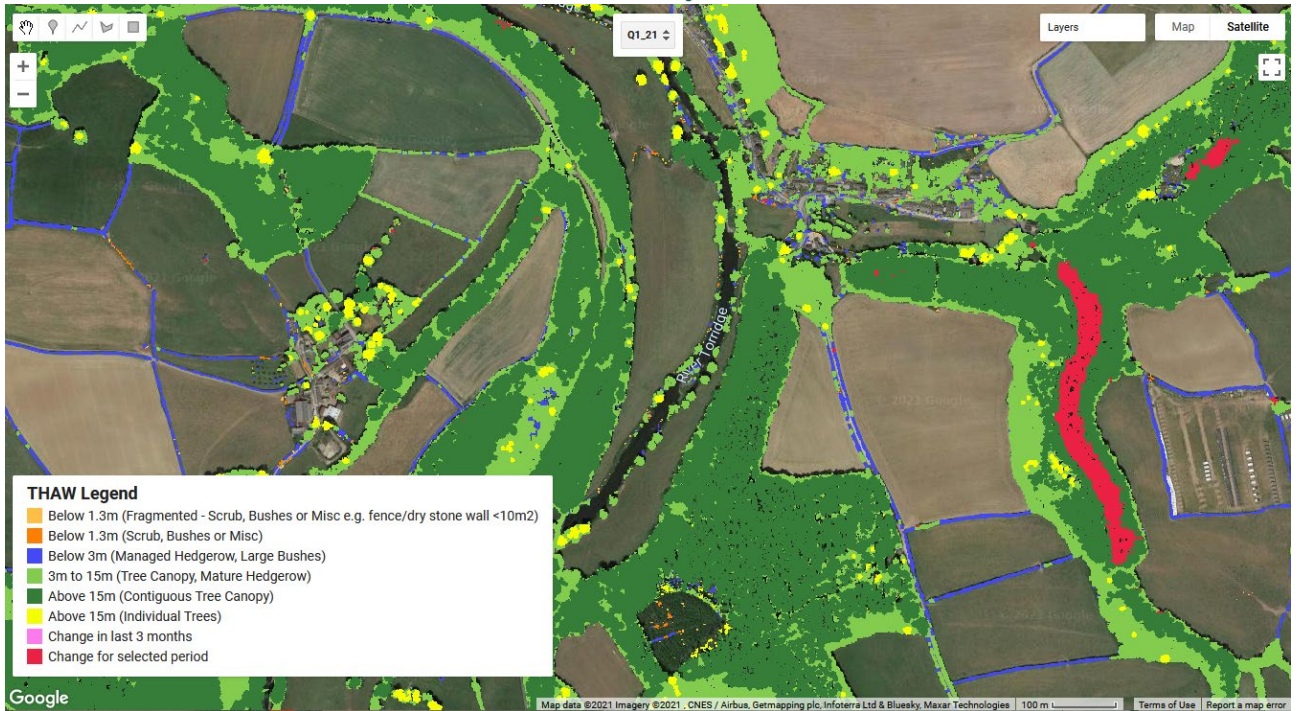 Q1_21
Layers
Map
Satellite
+
−
River Torridge
© 2021 Google
THAW Legend
Below 1.3m (Fragmented - Scrub, Bushes or Misc e.g. fence/dry stone wall <10m2)
Below 1.3m (Scrub, Bushes or Misc)
Below 3m (Managed Hedgerow, Large Bushes)
3m to 15m (Tree Canopy, Mature Hedgerow)
Above 15m (Contiguous Tree Canopy)
Above 15m (Individual Trees)
Change in last 3 months
Change for selected period
Google
Map data ©2021 Imagery ©2021 , CNES / Airbus, Getmapping plc, Infoterra Ltd & Bluesky, Maxar Technologies
100 m
Terms of Use
Report a map error